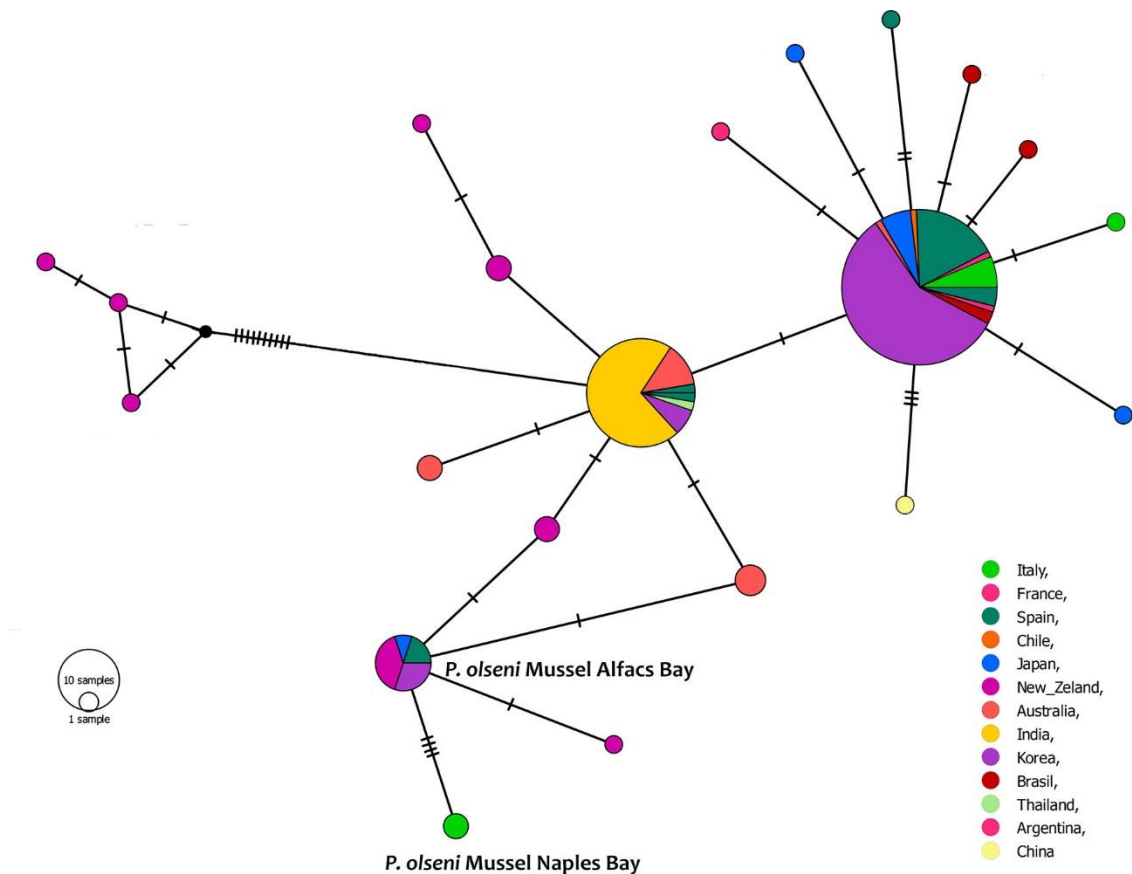 Italy,
France,
Spain,
Chile,
Japan,
New_Zeland,
Australia,
India,
Korea,
Brasil,
Thailand,
Argentina,
China
10 samples
1 sample
P. olseni Mussel Alfacs Bay
P. olseni Mussel Naples Bay